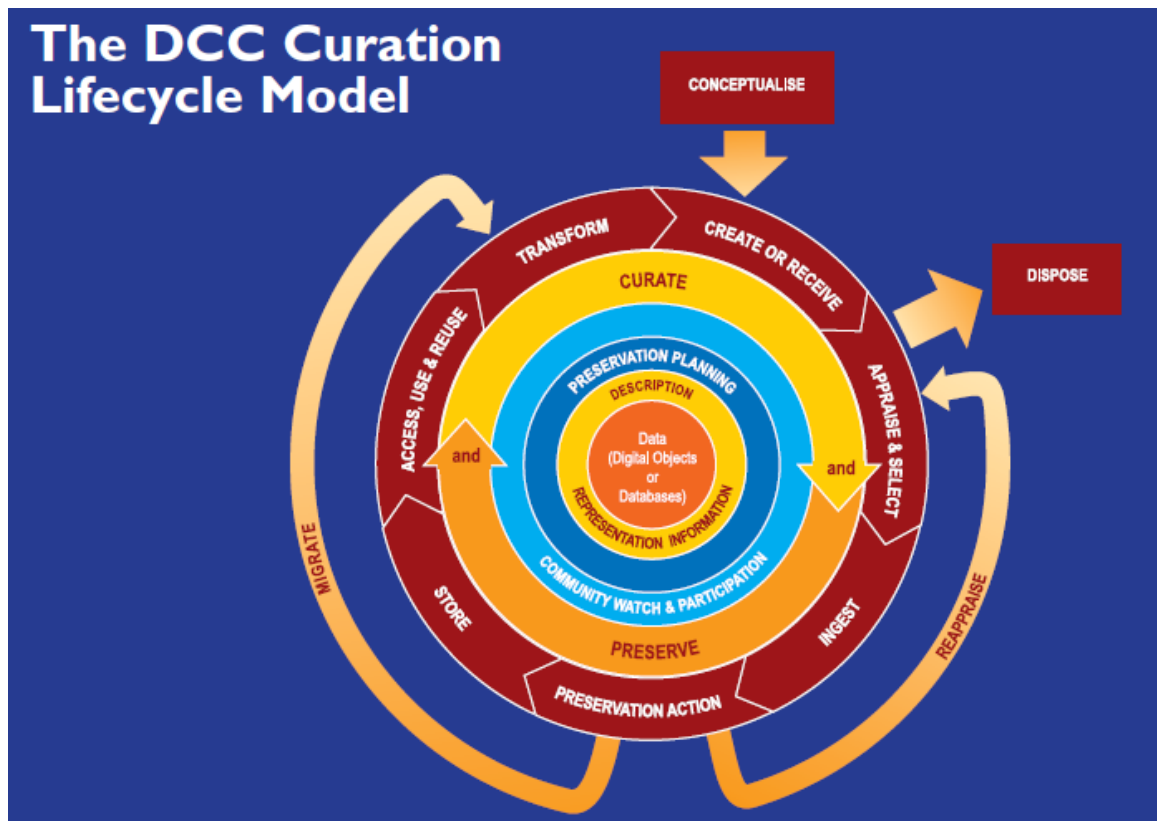 The DCC Curation
Lifecycle Model
CONCEPTUALISE
DISPOSE
TRANSFORM
CREATE OR RECEIVE
APPRAISE & SELECT
INGEST
PRESERVATION ACTION
STORE
ACCESS, USE & REUSE
MIGRATE
REAPPRAISE
CURATE
and
PRESERVE
and
COMMUNITY WATCH & PARTICIPATION
PRESERVATION PLANNING
DESCRIPTION
REPRESENTATION INFORMATION
Data
(Digital Objects
or
Databases)